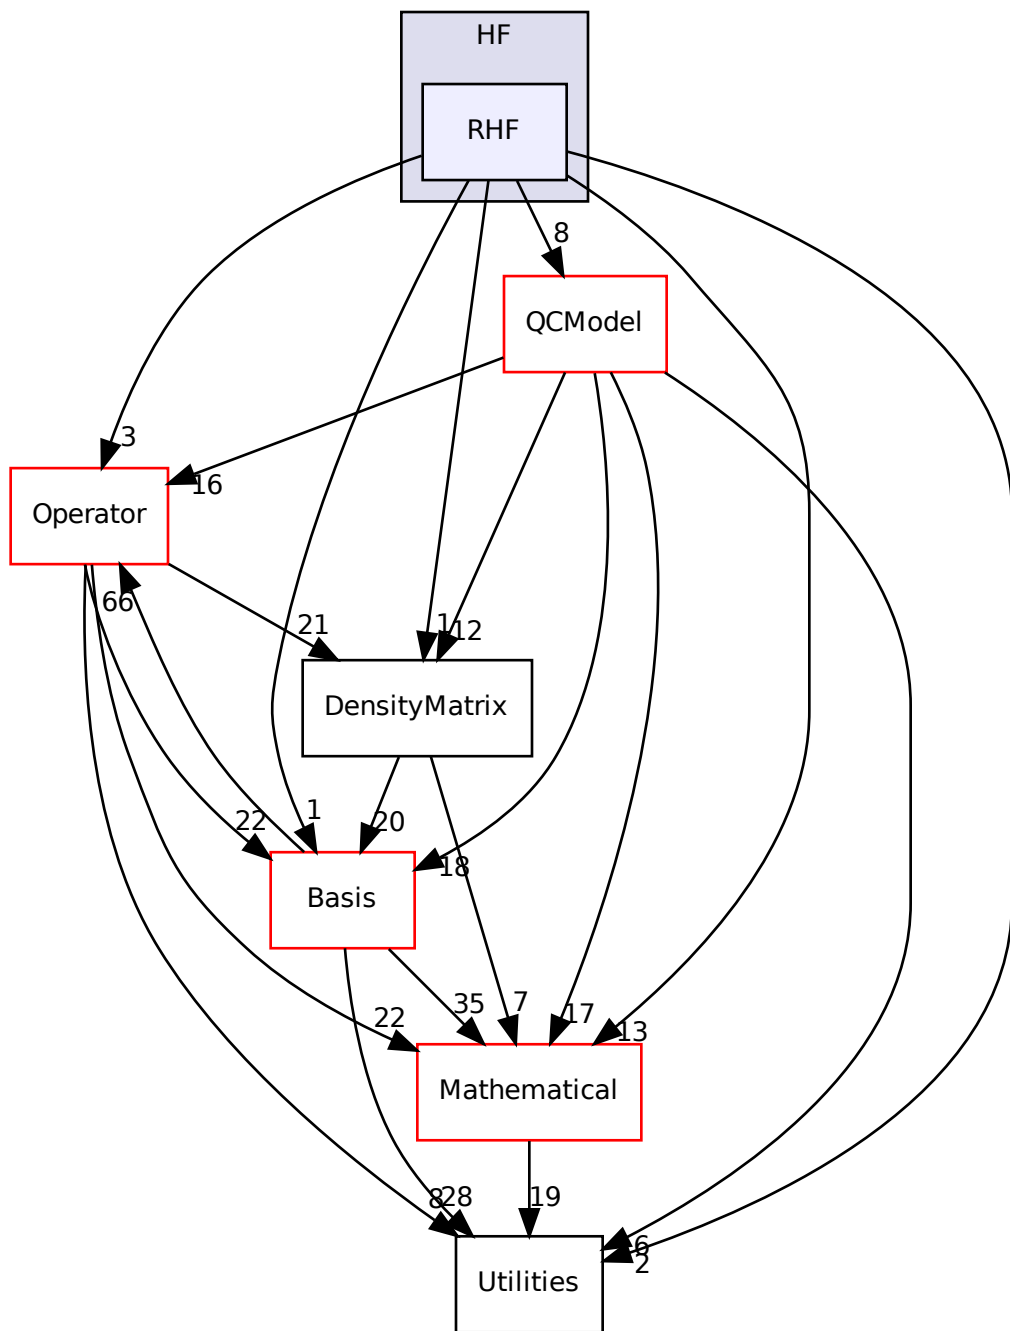 HF
RHF
8
QCModel
3
16
Operator
66
21
1
12
DensityMatrix
22
1
20
18
Basis
22
35
7
17
13
Mathematical
8
28
19
6
2
Utilities